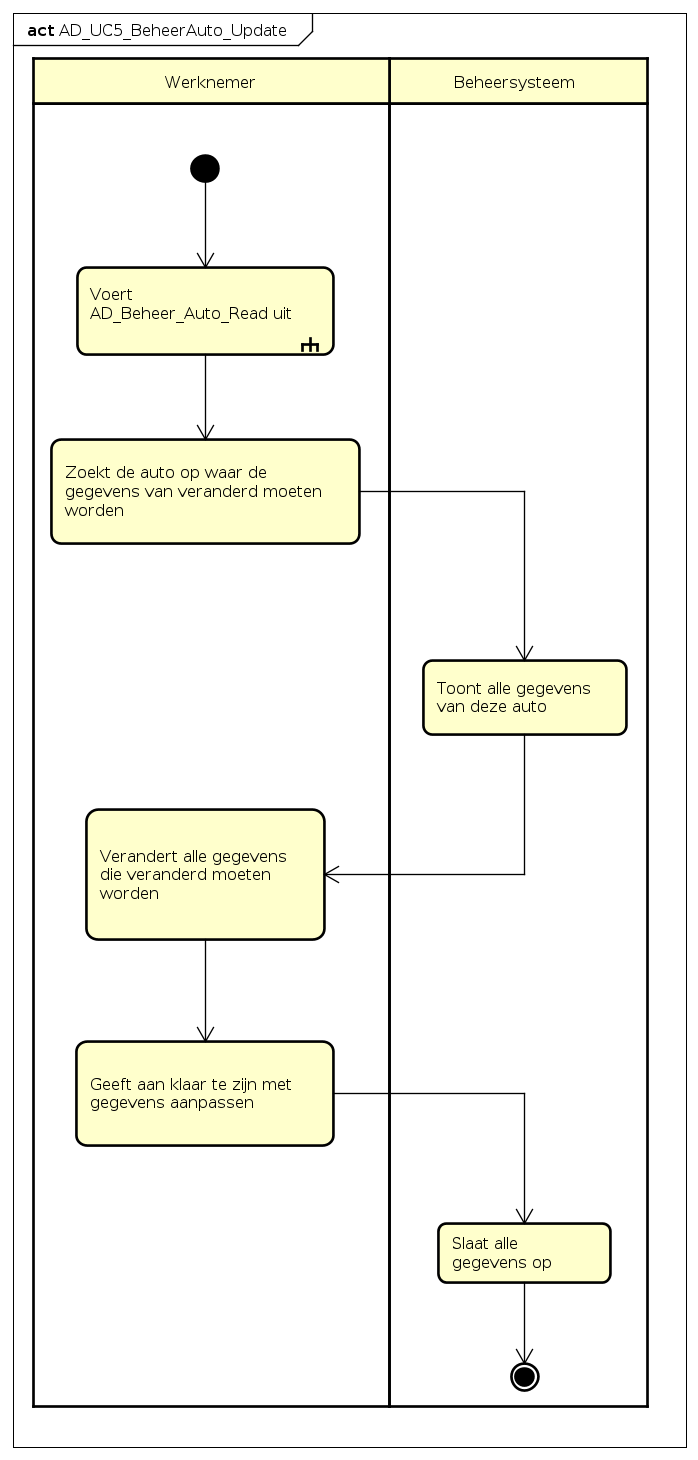 act AD_UC5_BeheerAuto_Update
Werknemer
Beheersysteem
Voert
AD_Beheer_Auto_Read uit
Zoekt de auto op waar de
gegevens van veranderd moeten
worden
Toont alle gegevens
van deze auto
Verandert alle gegevens
die veranderd moeten
worden
Geeft aan klaar te zijn met
gegevens aanpassen
Slaat alle
gegevens op